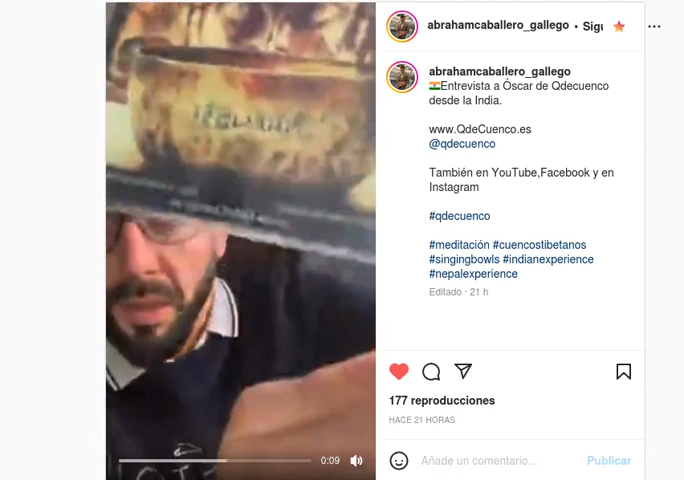 abrahamcaballero_gallego • Sigu
abrahamcaballero_gallego
Entrevista a Óscar de Qdecuenco
desde la India.
www.QdeCuenco.es
@qdecuenco
También en YouTube,Facebook y en
Instagram
#qdecuenco
#meditación #cuencostibetanos
#singingbowls #indianexperience
#nepalexperience
Editado · 21 h
177 reproducciones
HACE 21 HORAS
0:09
Añade un comentario... Publicar